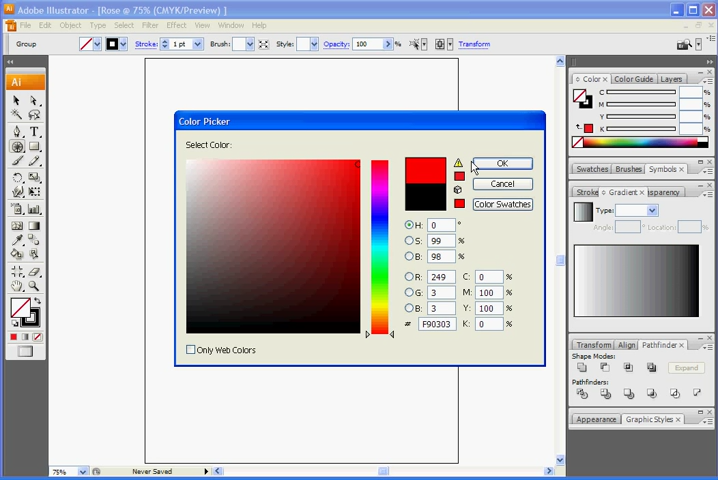 Adobe Illustrator - [Rose @ 75% (CMYK/Preview) ]
File Edit Object Type Select Filter Effect View Window Help
Group Stroke: 1 pt Brush: Style: Opacity: 100 % Transform
Ai
Color Picker
Select Color:
OK
Cancel
Color Swatches
H: 0 °
S: 99 %
B: 98 %
R: 249 C: 0 %
G: 3 M: 100 %
B: 3 Y: 100 %
# F90303 K: 0 %
Only Web Colors
Color Color Guide Layers
C %
M %
Y %
K %
Swatches Brushes Symbols
Stroke Gradient nsparency
Type:
Angle: ° Location: %
Transform Align Pathfinder
Shape Modes:
Expand
Pathfinders:
Appearance Graphic Styles
75% Never Saved